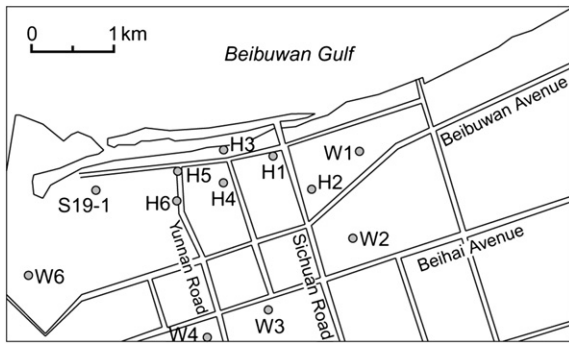 0 1 km
Beibuwan Gulf
Beibuwan Avenue
H3
H1
W1
H5
H4
H2
S19-1
H6
Yunnan Road
Sichuan Road
W2
Beihai Avenue
W6
W3
W4